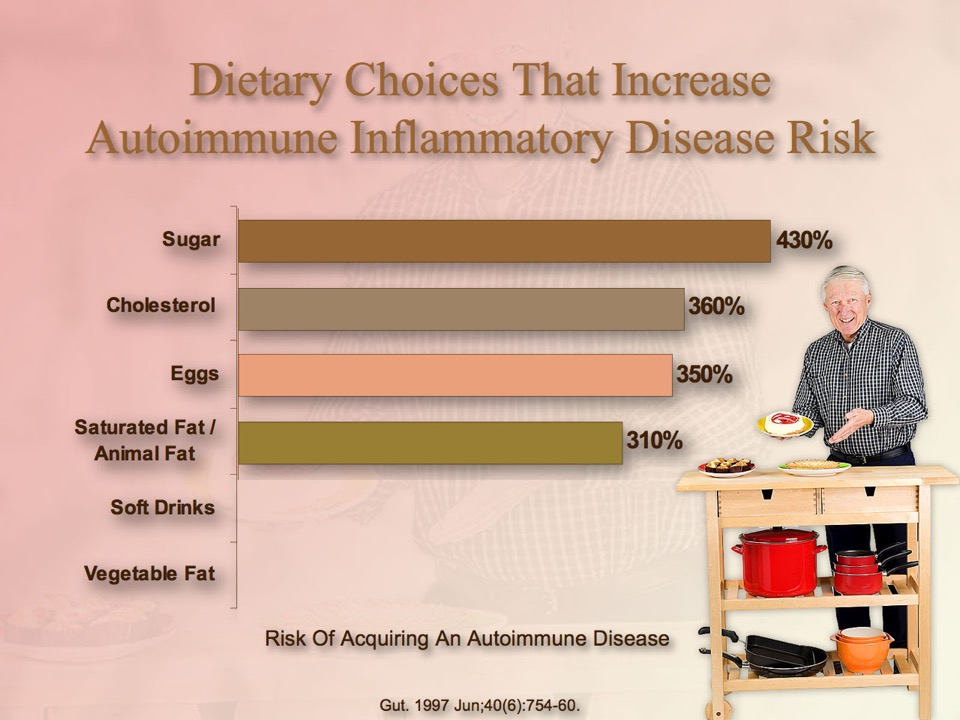 Dietary Choices That Increase
Autoimmune Inflammatory Disease Risk
Sugar
430%
Cholesterol
360%
Eggs
350%
Saturated Fat /
Animal Fat
310%
Soft Drinks
Vegetable Fat
Risk Of Acquiring An Autoimmune Disease
Gut. 1997 Jun;40(6):754-60.